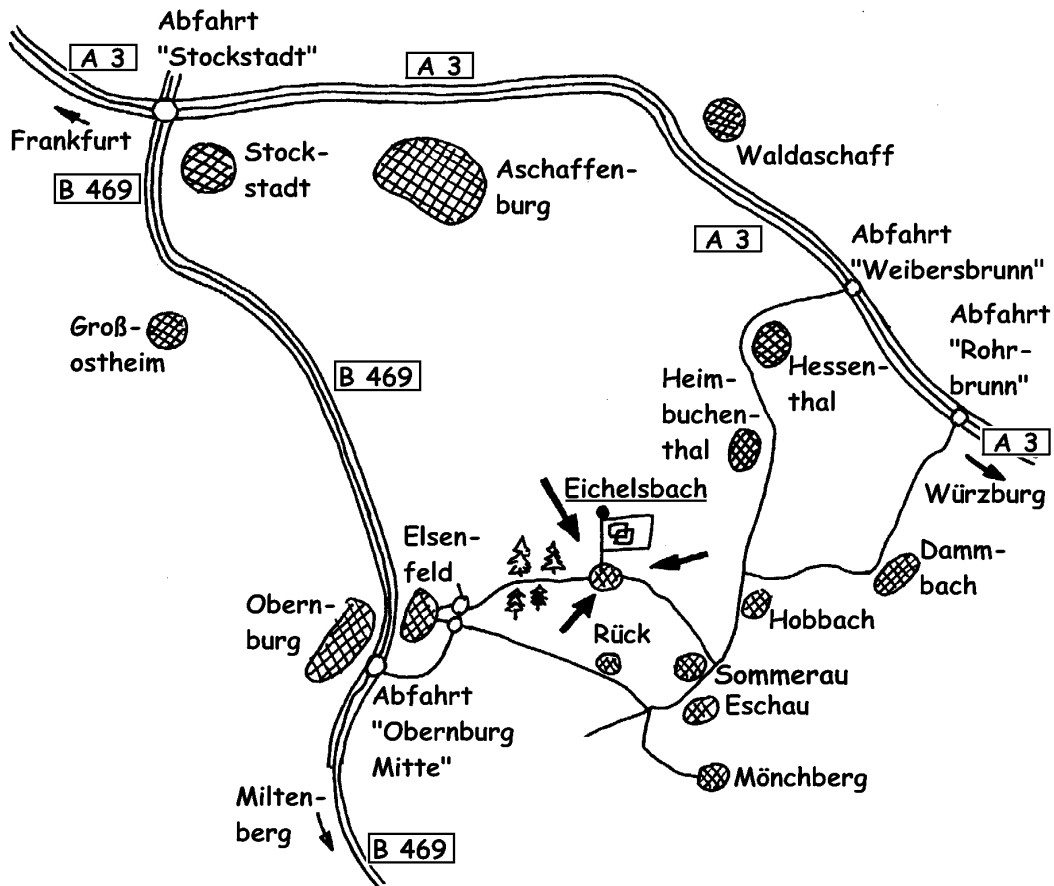 Abfahrt
"Stockstadt"
A 3
A 3
Frankfurt
B 469
Stock-
stadt
Aschaffen-
burg
Waldaschaff
A 3
Abfahrt
"Weibersbrunn"
Abfahrt
"Rohr-
brunn"
A 3
Würzburg
Groß-
ostheim
B 469
Hessen-
thal
Heim-
buchen-
thal
Eichelsbach
Elsen-
feld
Obern-
burg
Damm-
bach
Hobbach
Rück
Sommerau
Eschau
Abfahrt
"Obernburg
Mitte"
Mönchberg
Milten-
berg
B 469